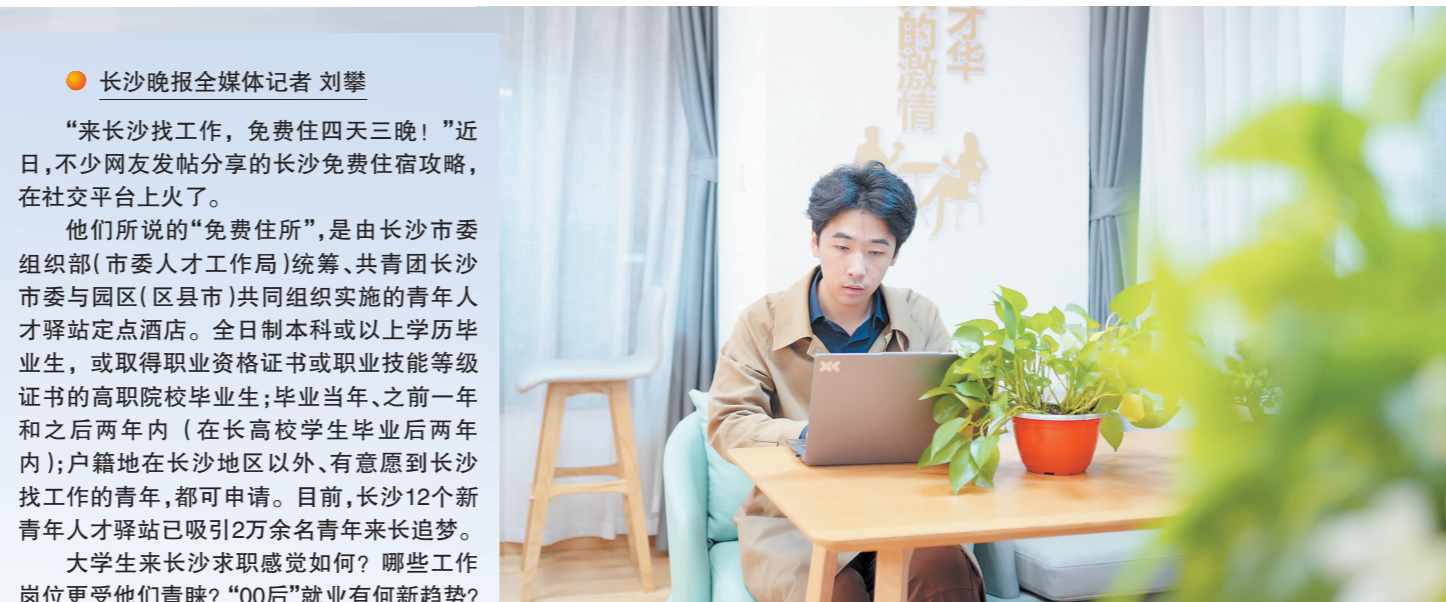 长沙晚报全媒体记者 刘攀
“来长沙找工作，免费住四天三晚！”近
日，不少网友发帖分享的长沙免费住宿攻略，
在社交平台上火了。
他们所说的“免费住所”，是由长沙市委
组织部（市委人才工作局）统筹、共青团长沙
市委与园区（区县市）共同组织实施的青年人
才驿站定点酒店。全日制本科或以上学历毕
业生，或取得职业资格证书或职业技能等级
证书的高职院校毕业生；毕业当年、之前一年
和之后两年内（在长高校学生毕业后两年
内）；户籍地在长沙地区以外、有意愿到长沙
找工作的青年，都可申请。目前，长沙12个新
青年人才驿站已吸引2万余名青年来长追梦。
大学生来长沙求职感觉如何？哪些工作
岗位更受他们青睐？“00后”就业有何新趋势？
才华
的激情